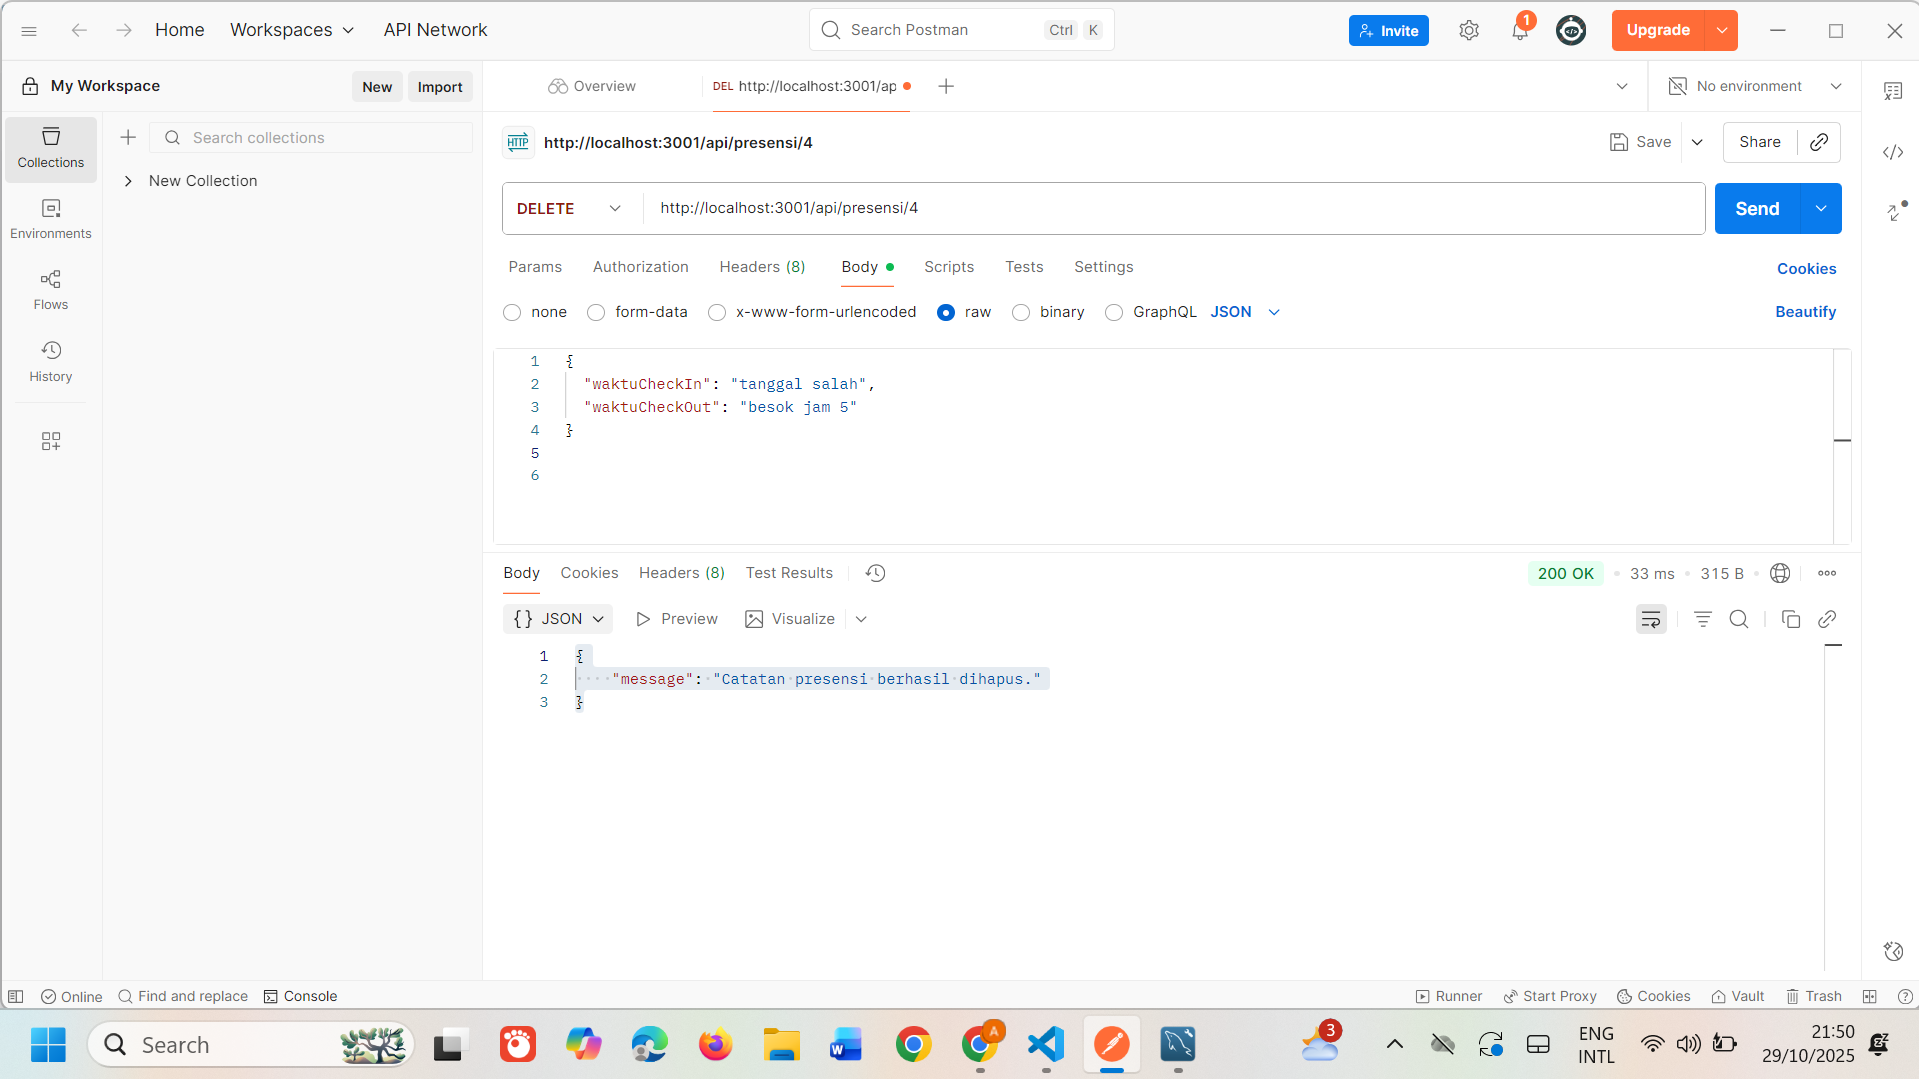 Home
Workspaces
API Network
Search Postman
Ctrl
K
Invite
1
Upgrade
My Workspace
New
Import
Overview
DEL http://localhost:3001/ap
No environment
Collections
Search collections
New Collection
Environments
Flows
History
HTTP
http://localhost:3001/api/presensi/4
Save
Share
DELETE
http://localhost:3001/api/presensi/4
Send
Params
Authorization
Headers (8)
Body
Scripts
Tests
Settings
Cookies
none
form-data
x-www-form-urlencoded
raw
binary
GraphQL
JSON
Beautify
1 {
2 "waktuCheckIn": "tanggal salah",
3 "waktuCheckOut": "besok jam 5"
4 }
5
6
Body
Cookies
Headers (8)
Test Results
200 OK
33 ms
315 B
{} JSON
Preview
Visualize
1 {
2 "message": "Catatan presensi berhasil dihapus."
3 }
Online
Find and replace
Console
Runner
Start Proxy
Cookies
Vault
Trash
Search
A
3
ENG
INTL
21:50
29/10/2025